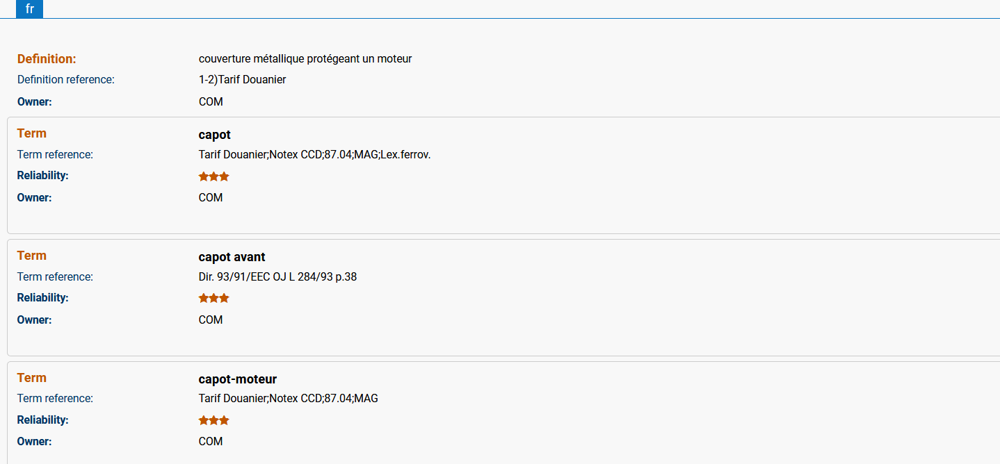 fr
Definition: couverture métallique protégeant un moteur
Definition reference: 1-2)Tarif Douanier
Owner: COM
Term capot
Term reference: Tarif Douanier;Notex CCD;87.04;MAG;Lex.ferrov.
Reliability:
Owner: COM
Term capot avant
Term reference: Dir. 93/91/EEC OJ L 284/93 p.38
Reliability:
Owner: COM
Term capot-moteur
Term reference: Tarif Douanier;Notex CCD;87.04;MAG
Reliability:
Owner: COM